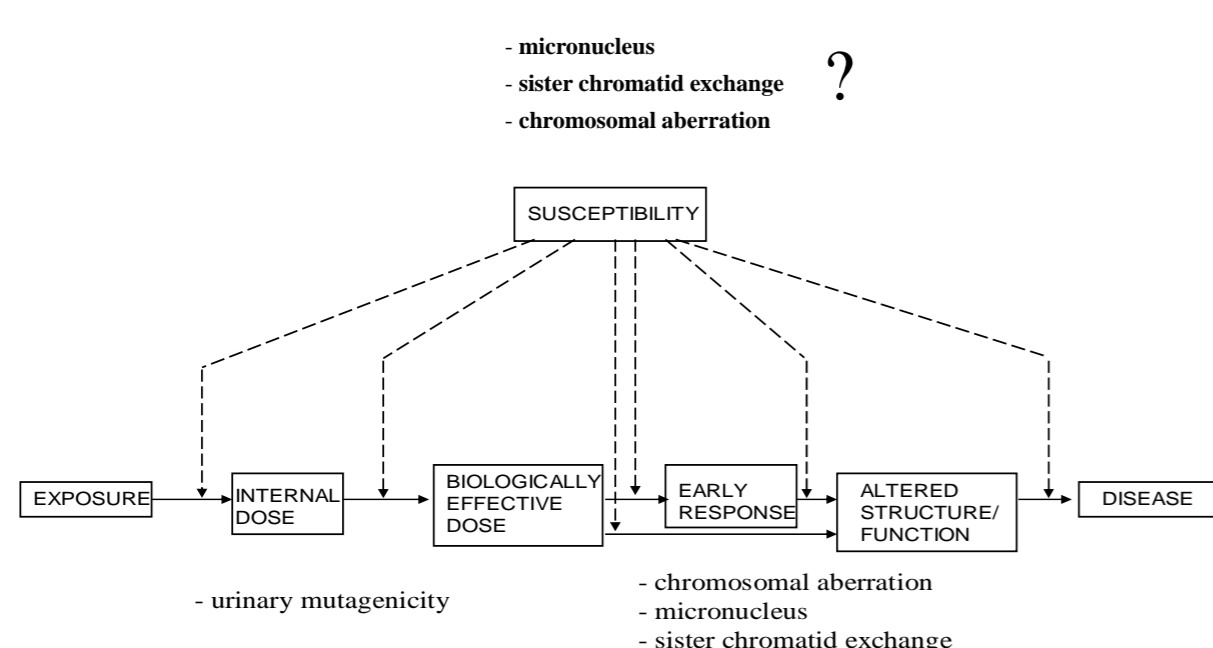 - micronucleus
- sister chromatid exchange
- chromosomal aberration
?
SUSCEPTIBILITY
EXPOSURE
INTERNAL
DOSE
BIOLOGICALLY
EFFECTIVE
DOSE
EARLY
RESPONSE
ALTERED
STRUCTURE/
FUNCTION
DISEASE
- urinary mutagenicity
- chromosomal aberration
- micronucleus
- sister chromatid exchange